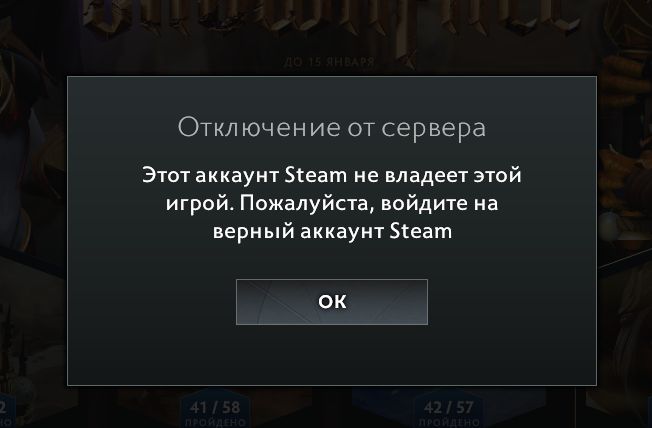 ДО 15 ЯНВАРЯ
Отключение от сервера
Этот аккаунт Steam не владеет этой
игрой. Пожалуйста, войдите на
верный аккаунт Steam
ОК
2
41 / 58
42 / 57
ПРОЙДЕНО
ПРОЙДЕНО